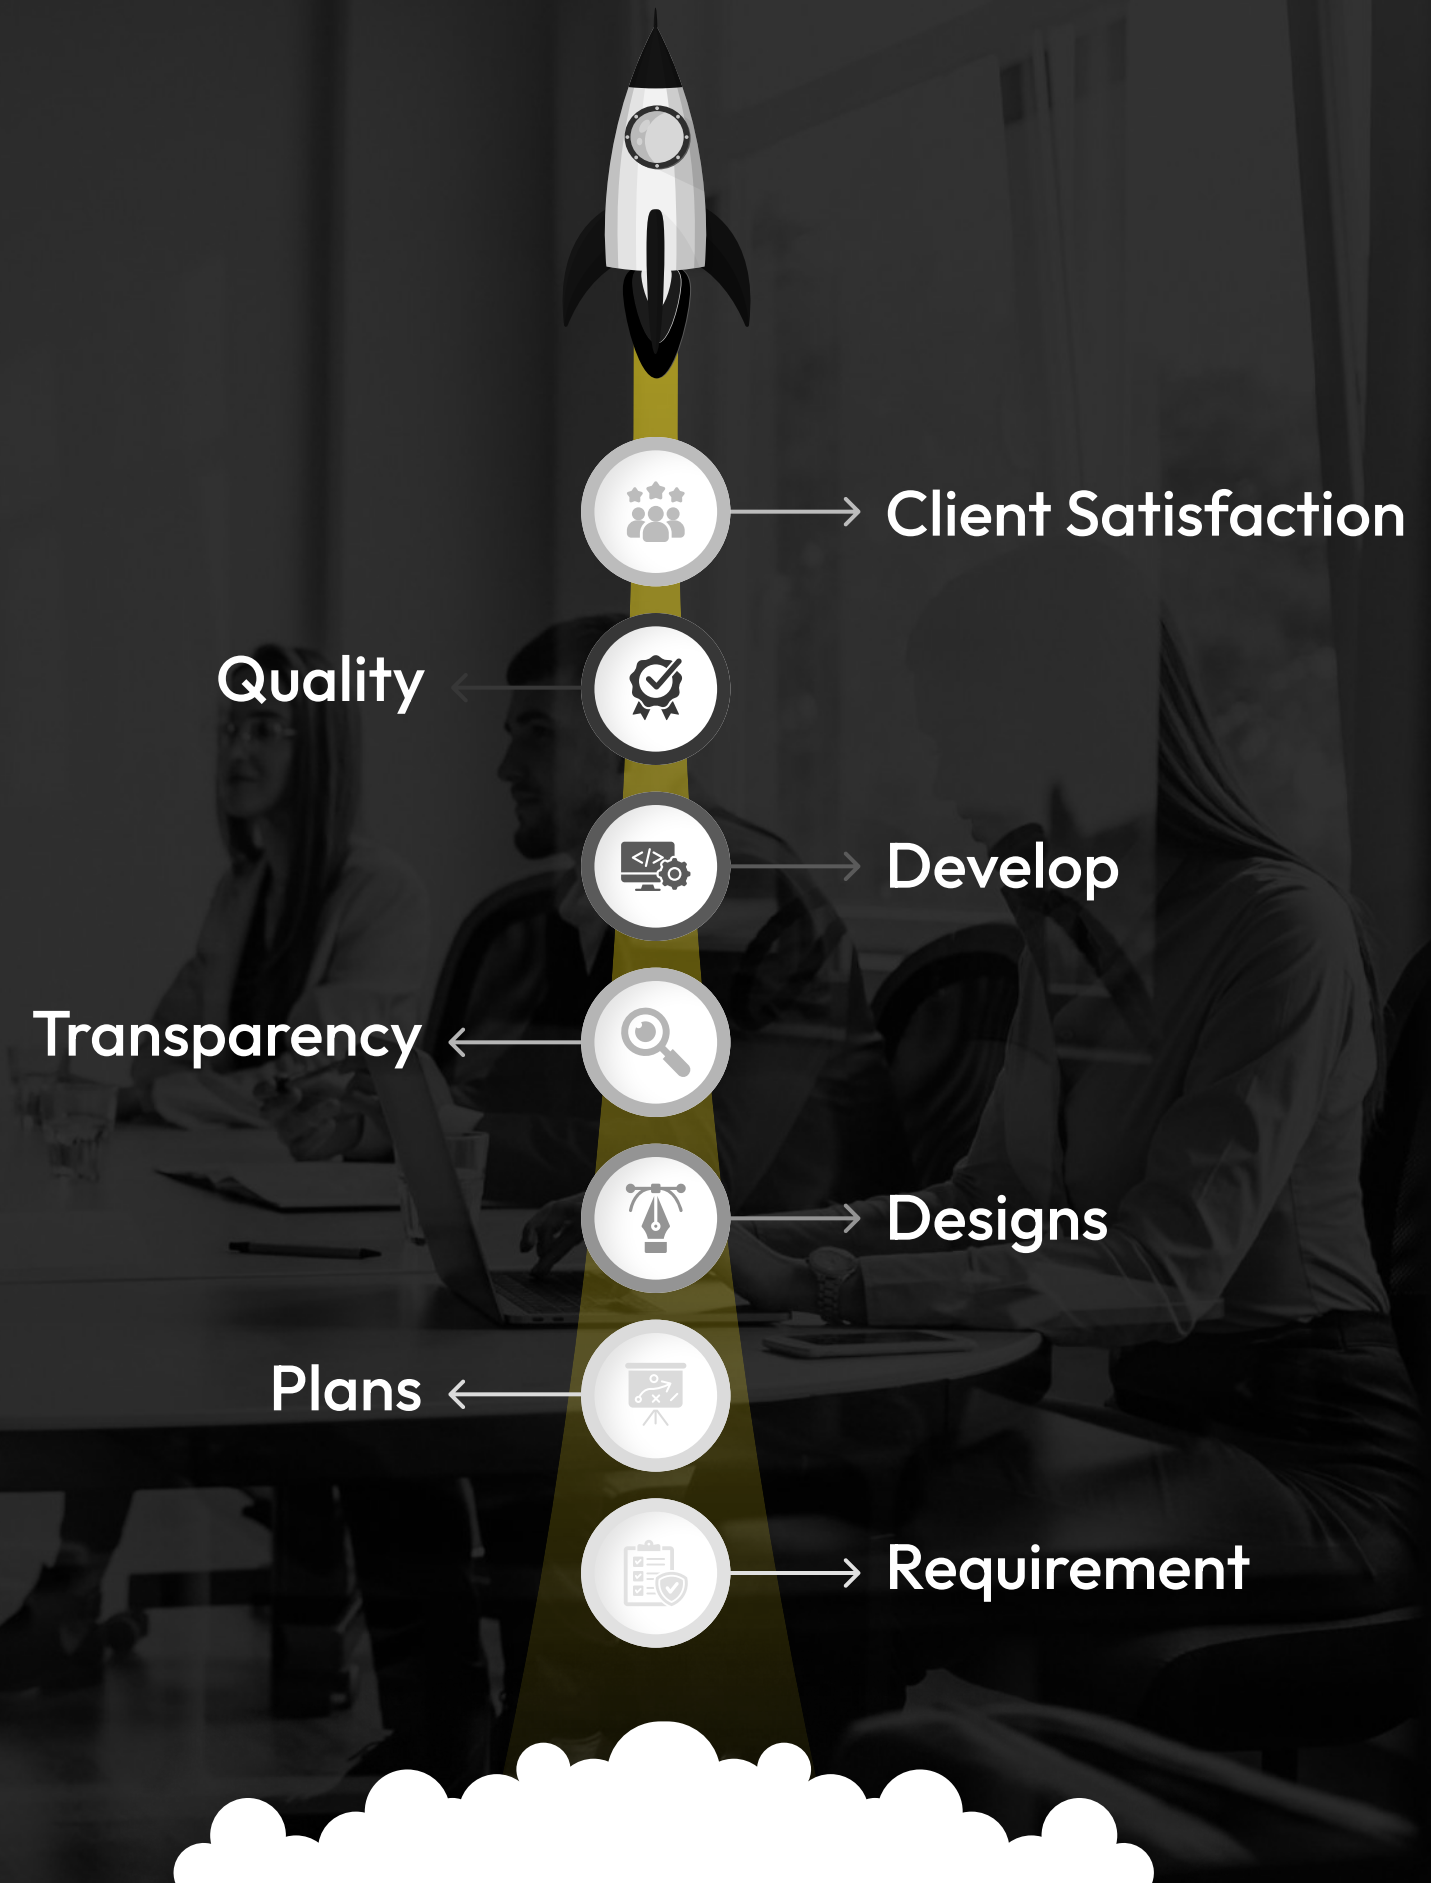 Client Satisfaction
Quality
Develop
Transparency
Designs
Plans
Requirement